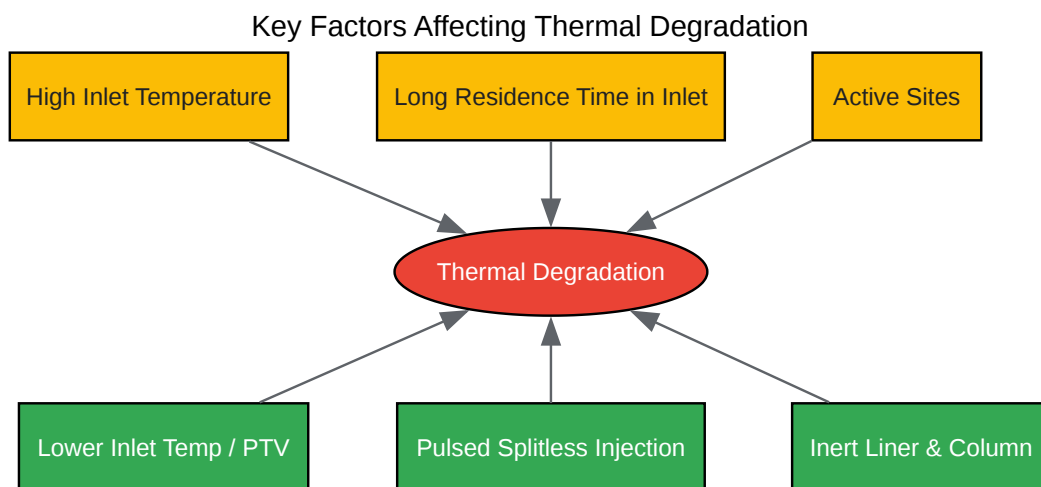 Key Factors Affecting Thermal Degradation
High Inlet Temperature
Long Residence Time in Inlet
Active Sites
Thermal Degradation
Lower Inlet Temp / PTV
Pulsed Splitless Injection
Inert Liner & Column